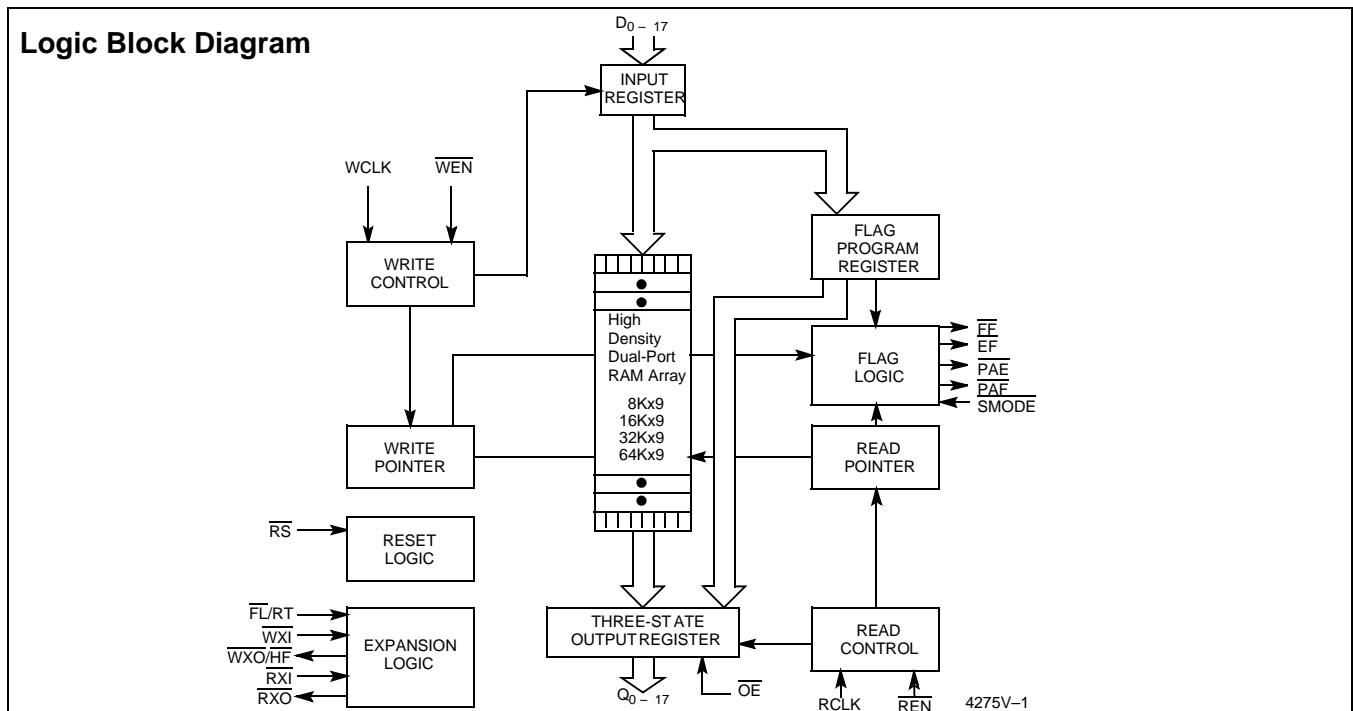 Logic Block Diagram
D0 – 17
INPUT
REGISTER
WCLK
WEN
FLAG
PROGRAM
REGISTER
WRITE
CONTROL
High
Density
Dual-Port
RAM Array
8Kx9
16Kx9
32Kx9
64Kx9
FLAG
LOGIC
FF
EF
PAE
PAF
SMODE
WRITE
POINTER
READ
POINTER
RS
RESET
LOGIC
FL/RT
WXI
WXO/HF
RXI
RXO
EXPANSION
LOGIC
THREE-STATE
OUTPUT REGISTER
READ
CONTROL
Q0 – 17
OE
RCLK
REN
4275V–1